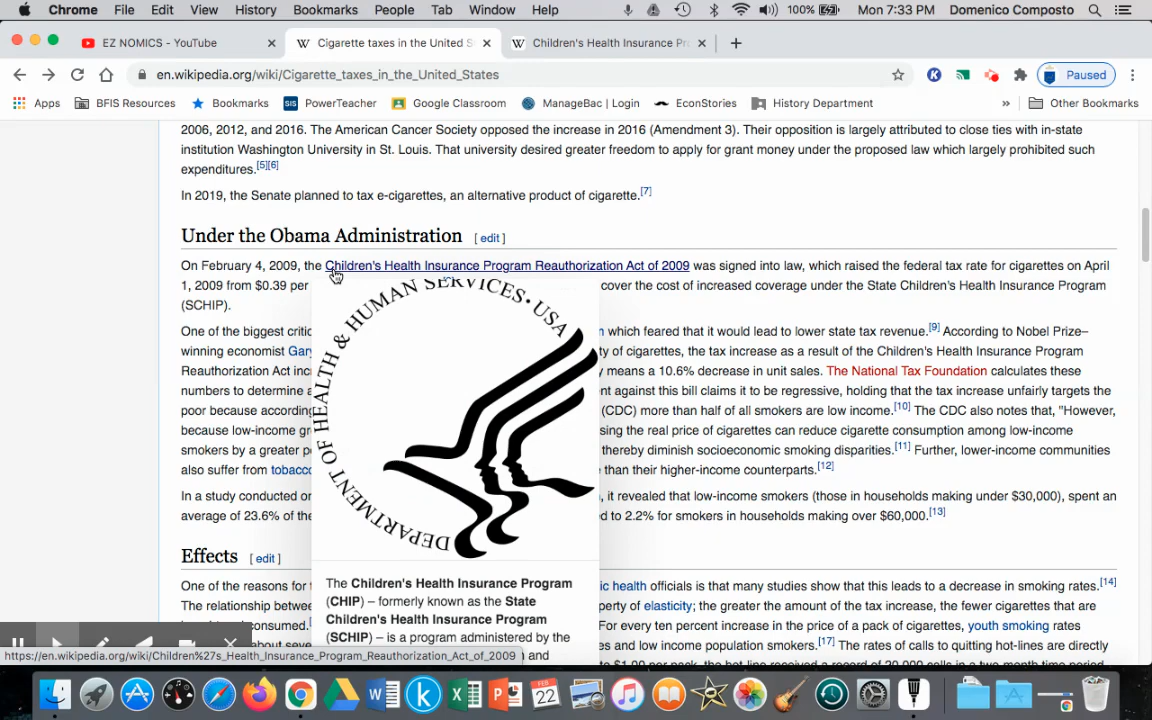 Chrome File Edit View History Bookmarks People Tab Window Help 100% Mon 7:33 PM Domenico Composto
EZ NOMICS - YouTube Cigarette taxes in the United S Children's Health Insurance Pr
en.wikipedia.org/wiki/Cigarette_taxes_in_the_United_States Paused
Apps BFIS Resources Bookmarks SIS PowerTeacher Google Classroom ManageBac | Login EconStories History Department » Other Bookmarks
2006, 2012, and 2016. The American Cancer Society opposed the increase in 2016 (Amendment 3). Their opposition is largely attributed to close ties with in-state
institution Washington University in St. Louis. That university desired greater freedom to apply for grant money under the proposed law which largely prohibited such
expenditures.[5][6]
In 2019, the Senate planned to tax e-cigarettes, an alternative product of cigarette.[7]
Under the Obama Administration [ edit ]
On February 4, 2009, the Children's Health Insurance Program Reauthorization Act of 2009 was signed into law, which raised the federal tax rate for cigarettes on April
1, 2009 from $0.39 per cover the cost of increased coverage under the State Children's Health Insurance Program
(SCHIP).
One of the biggest critic which feared that it would lead to lower state tax revenue.[9] According to Nobel Prize–
winning economist Gary ty of cigarettes, the tax increase as a result of the Children's Health Insurance Program
Reauthorization Act inc y means a 10.6% decrease in unit sales. The National Tax Foundation calculates these
numbers to determine a ent against this bill claims it to be regressive, holding that the tax increase unfairly targets the
poor because according (CDC) more than half of all smokers are low income.[10] The CDC also notes that, "However,
because low-income gr sing the real price of cigarettes can reduce cigarette consumption among low-income
smokers by a greater p thereby diminish socioeconomic smoking disparities.[11] Further, lower-income communities
also suffer from tobacc than their higher-income counterparts.[12]
In a study conducted on , it revealed that low-income smokers (those in households making under $30,000), spent an
average of 23.6% of the d to 2.2% for smokers in households making over $60,000.[13]
DEPARTMENT OF HEALTH & HUMAN SERVICES • USA
Effects [ edit ]
The Children's Health Insurance Program
(CHIP) – formerly known as the State
Children's Health Insurance Program
(SCHIP) – is a program administered by the
and
One of the reasons for t ic health officials is that many studies show that this leads to a decrease in smoking rates.[14]
The relationship betwee perty of elasticity; the greater the amount of the tax increase, the fewer cigarettes that are
consumed. For every ten percent increase in the price of a pack of cigarettes, youth smoking rates
about seve es and low income population smokers.[17] The rates of calls to quitting hot-lines are directly
https://en.wikipedia.org/wiki/Children%27s_Health_Insurance_Program_Reauthorization_Act_of_2009
FEB
22